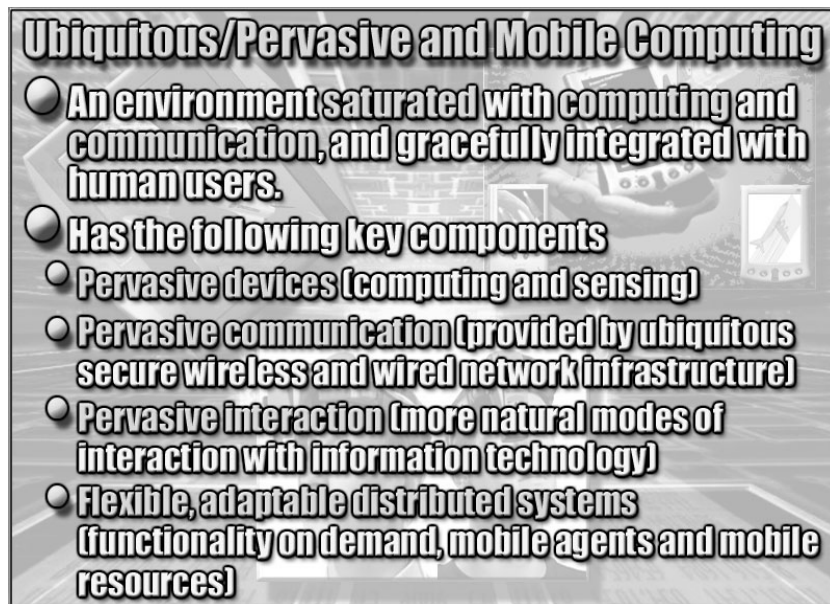 Ubiquitous/Pervasive and Mobile Computing
An environment saturated with computing and
communication, and gracefully integrated with
human users.
Has the following key components
Pervasive devices (computing and sensing)
Pervasive communication (provided by ubiquitous
secure wireless and wired network infrastructure)
Pervasive interaction (more natural modes of
interaction with information technology)
Flexible, adaptable distributed systems
(functionality on demand, mobile agents and mobile
resources)